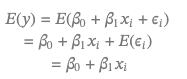 E(y) = E(β₀ + β₁xᵢ + ϵᵢ)
= β₀ + β₁xᵢ + E(ϵᵢ)
= β₀ + β₁xᵢ